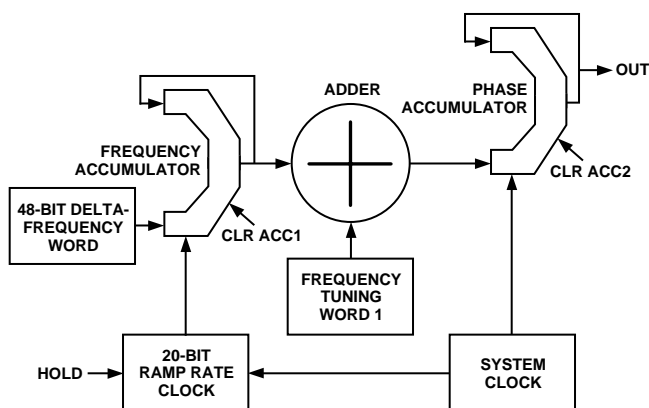 OUT
ADDER
PHASE
ACCUMULATOR
FREQUENCY
ACCUMULATOR
CLR ACC2
48-BIT DELTA-
FREQUENCY
WORD
CLR ACC1
FREQUENCY
TUNING
WORD 1
HOLD
20-BIT
RAMP RATE
CLOCK
SYSTEM
CLOCK